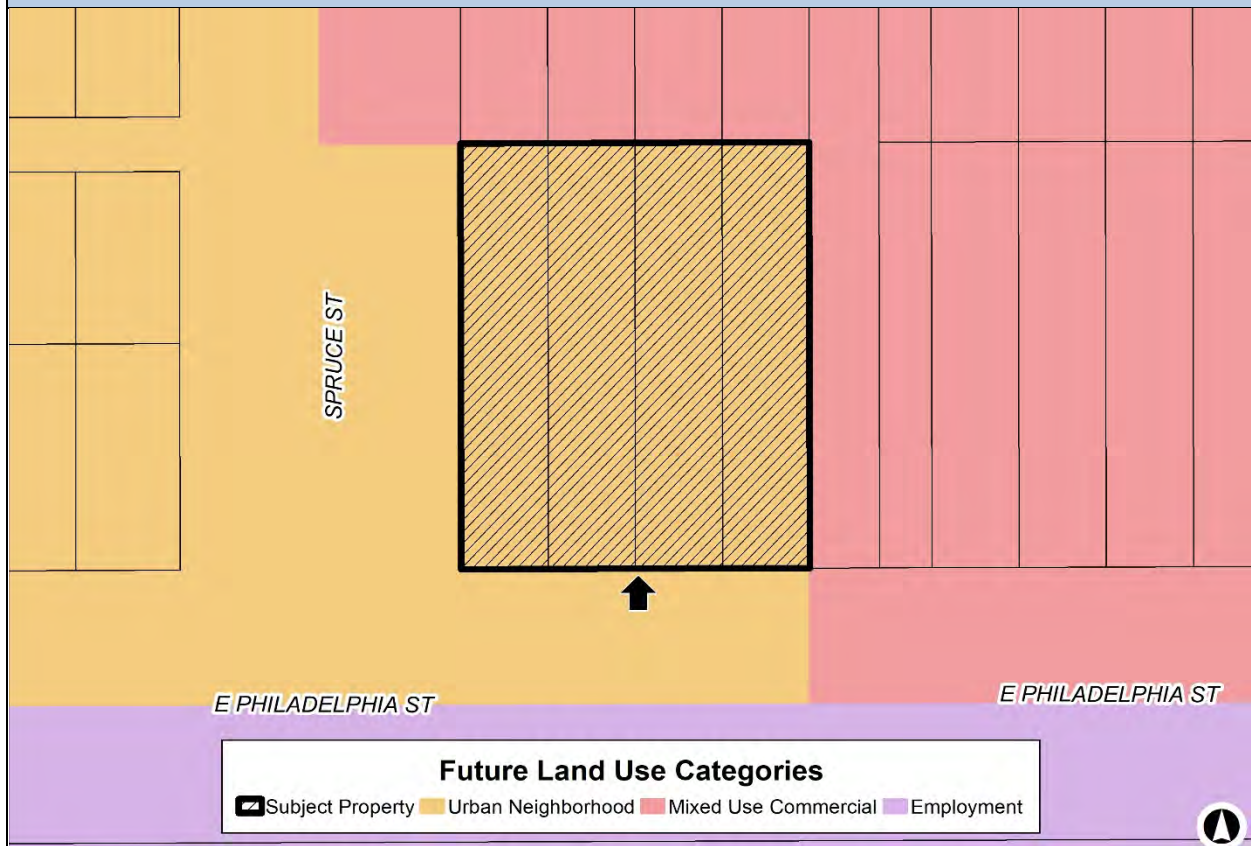 SPRUCE ST
E PHILADELPHIA ST
E PHILADELPHIA ST
Future Land Use Categories
Subject Property Urban Neighborhood Mixed Use Commercial Employment